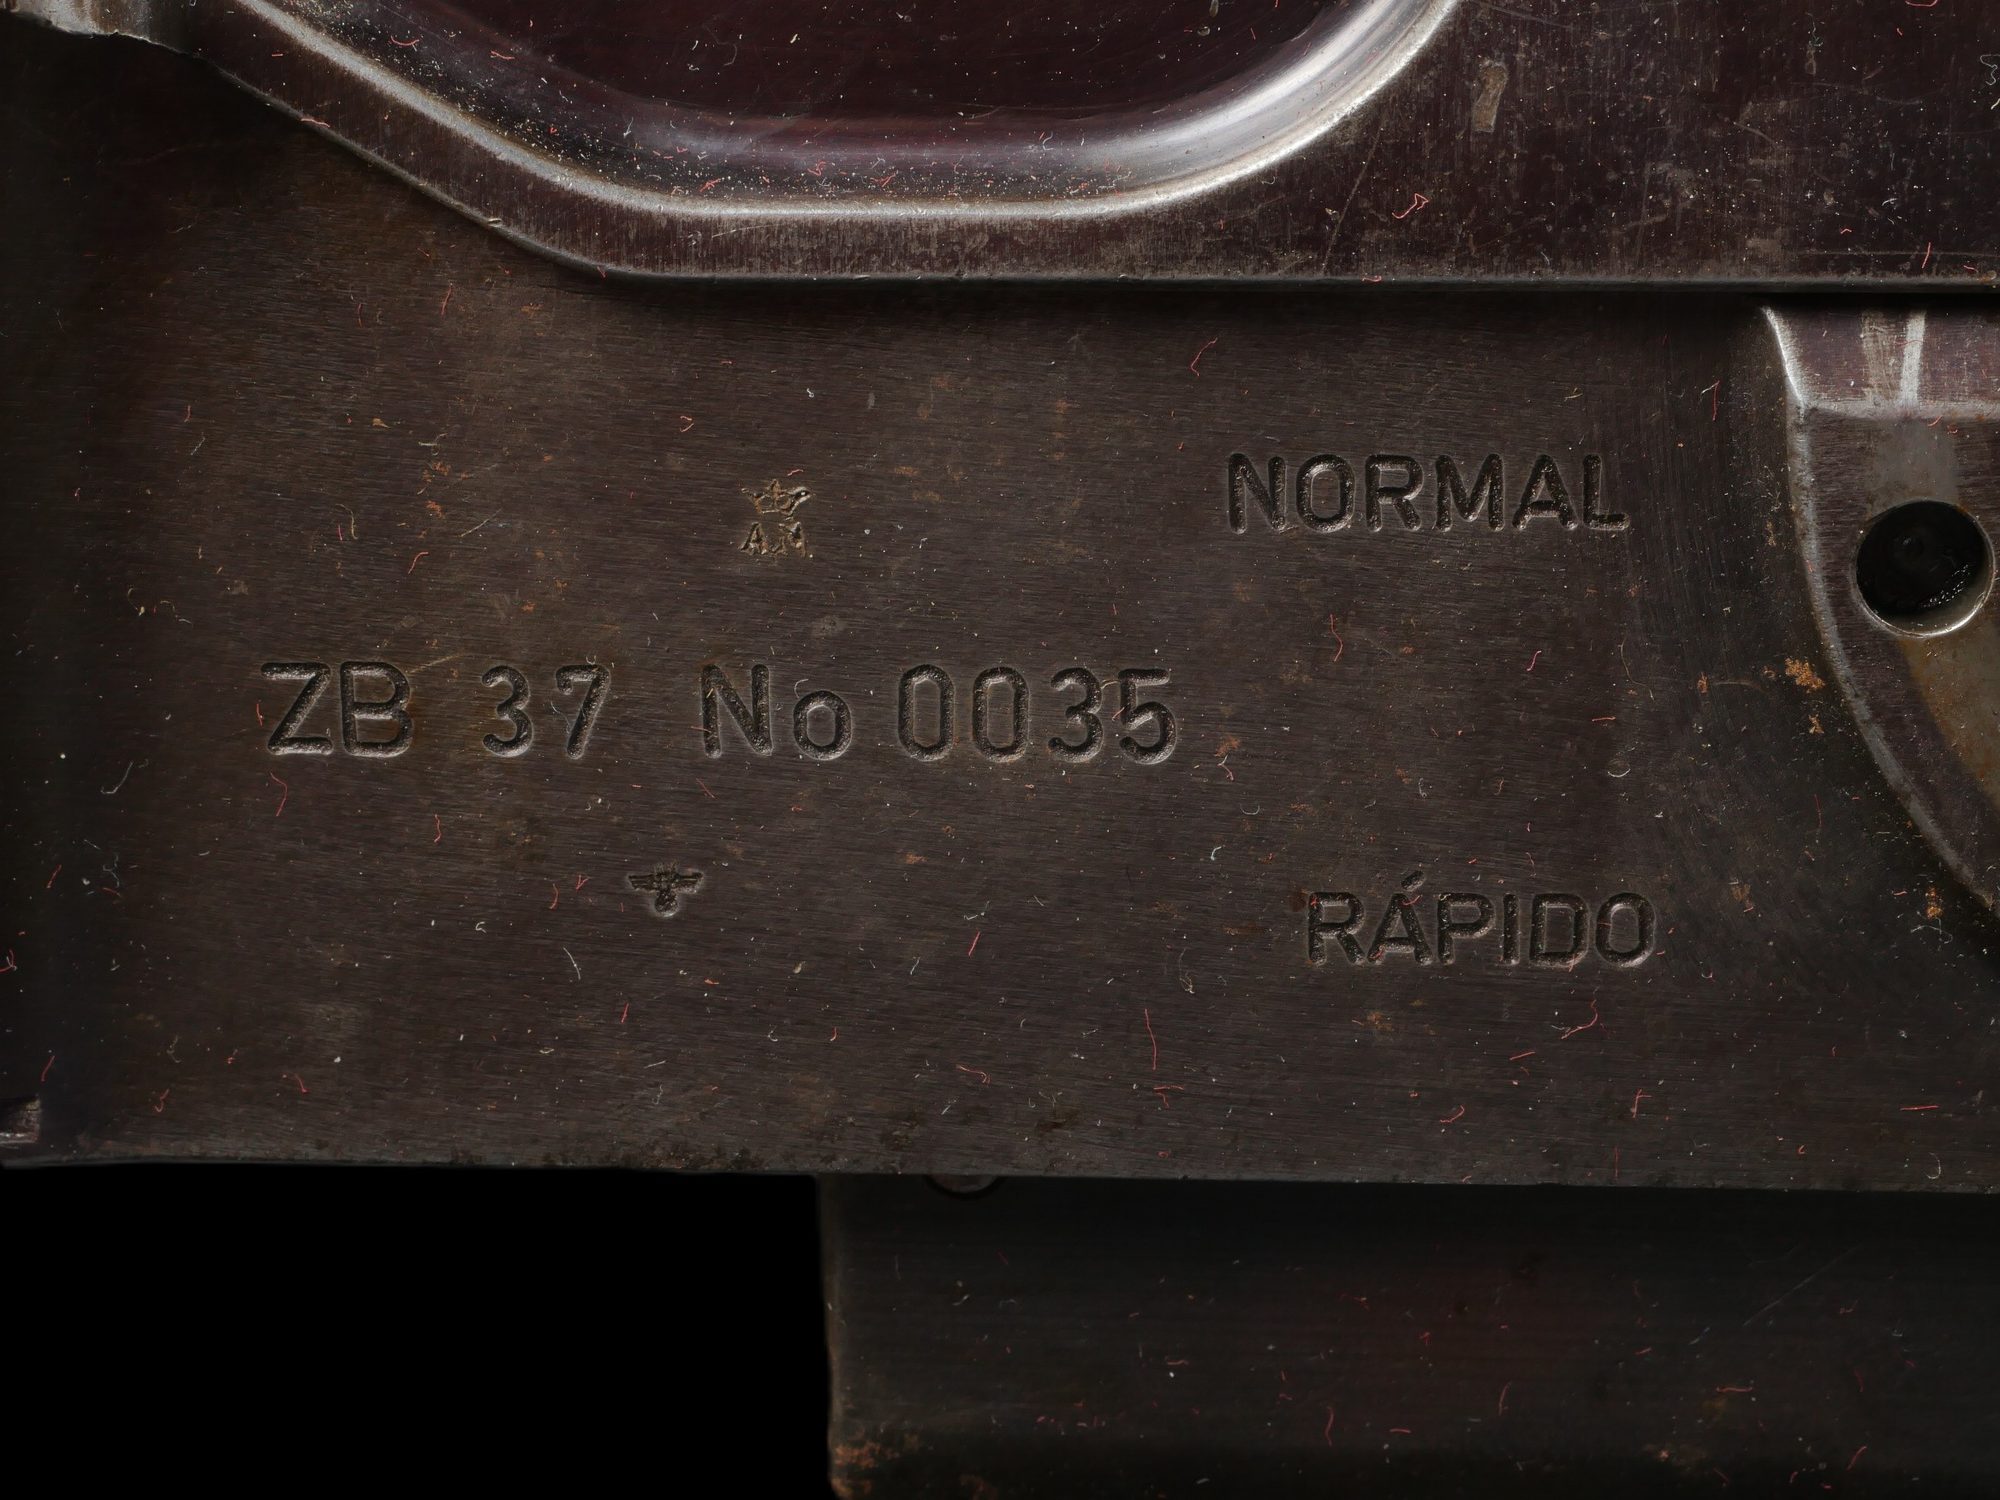 NORMAL
A.A.
ZB 37 No 0035
RÁPIDO